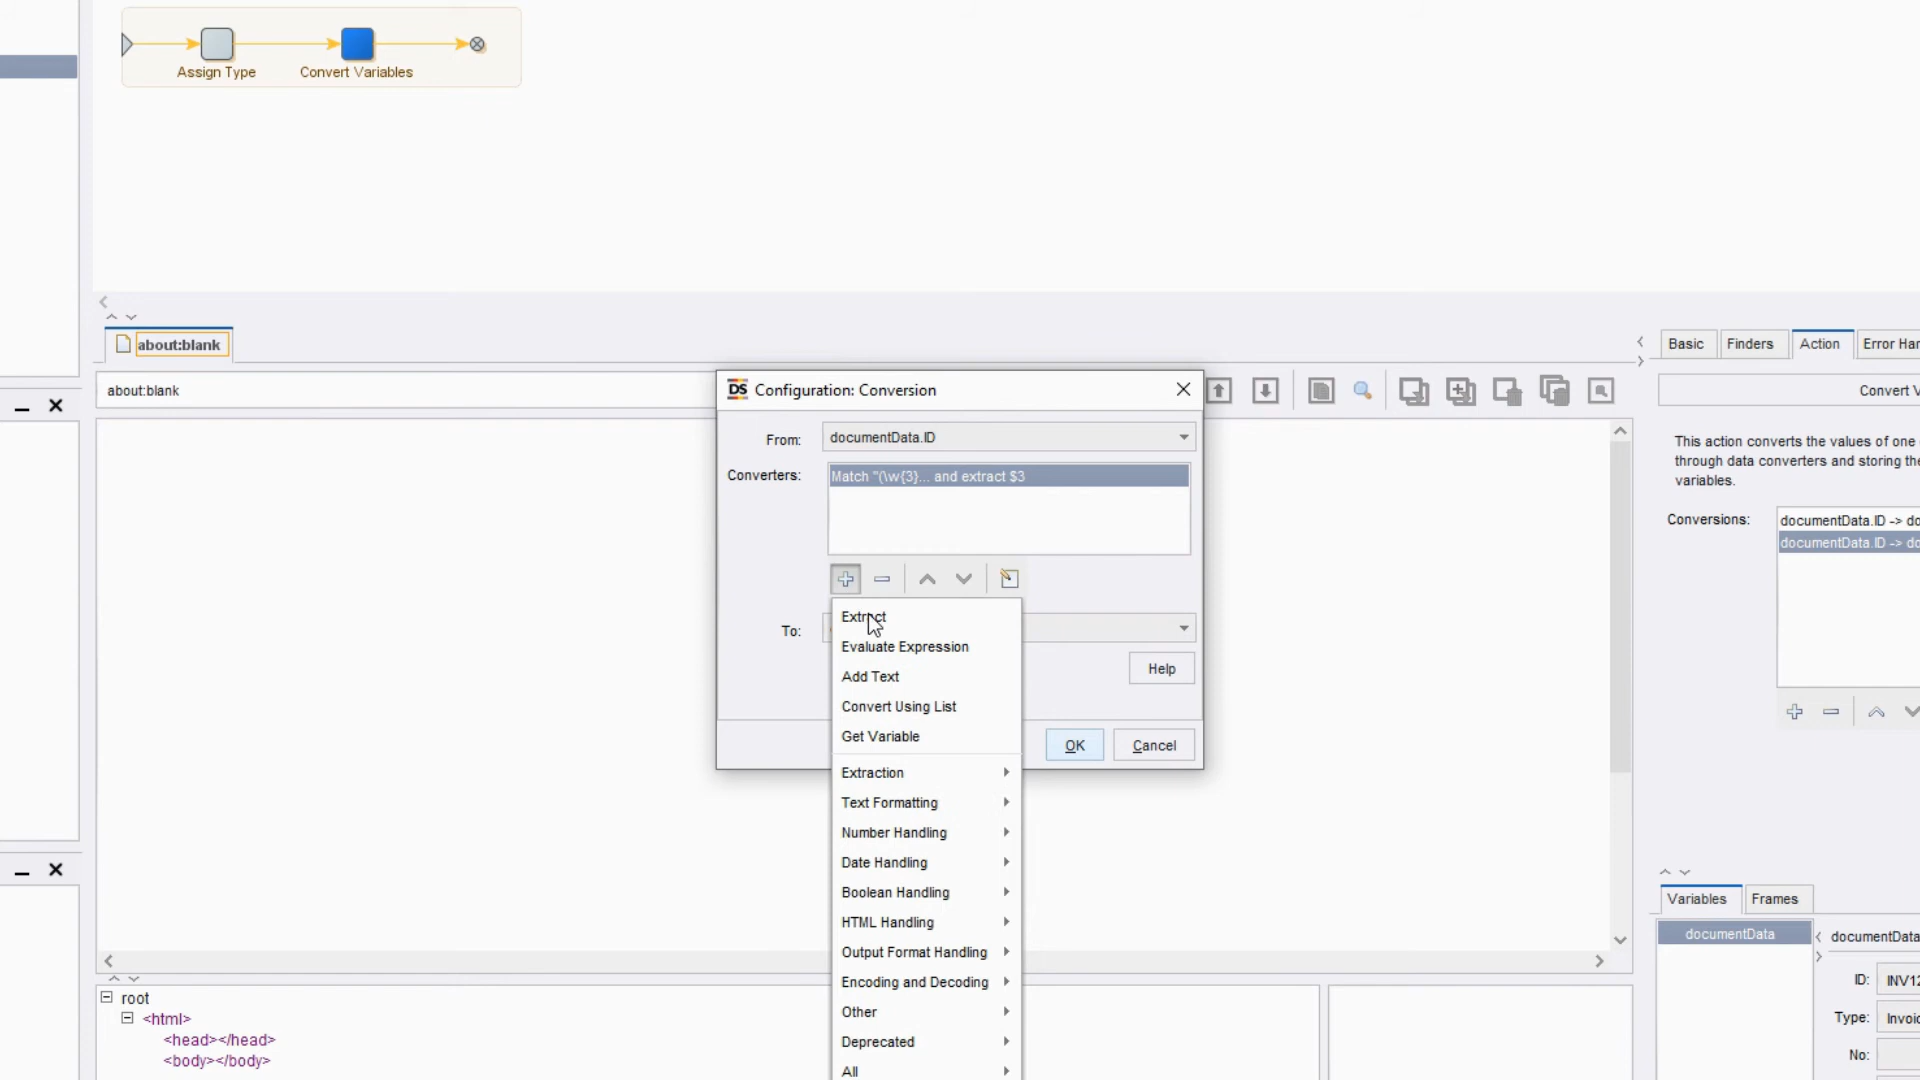 Assign Type
Convert Variables
about:blank
about:blank
DS Configuration: Conversion
From:
documentData.ID
Converters:
Match "(\w{3}... and extract $3
To:
Help
OK
Cancel
Extract
Evaluate Expression
Add Text
Convert Using List
Get Variable
Extraction
Text Formatting
Number Handling
Date Handling
Boolean Handling
HTML Handling
Output Format Handling
Encoding and Decoding
Other
Deprecated
All
Basic
Finders
Action
Error Han
Convert V
This action converts the values of one
through data converters and storing the
variables.
Conversions:
documentData.ID -> do
documentData.ID -> do
Variables
Frames
documentData
documentData
ID:
INV12
Type:
Invoic
No:
root
<html>
<head></head>
<body></body>